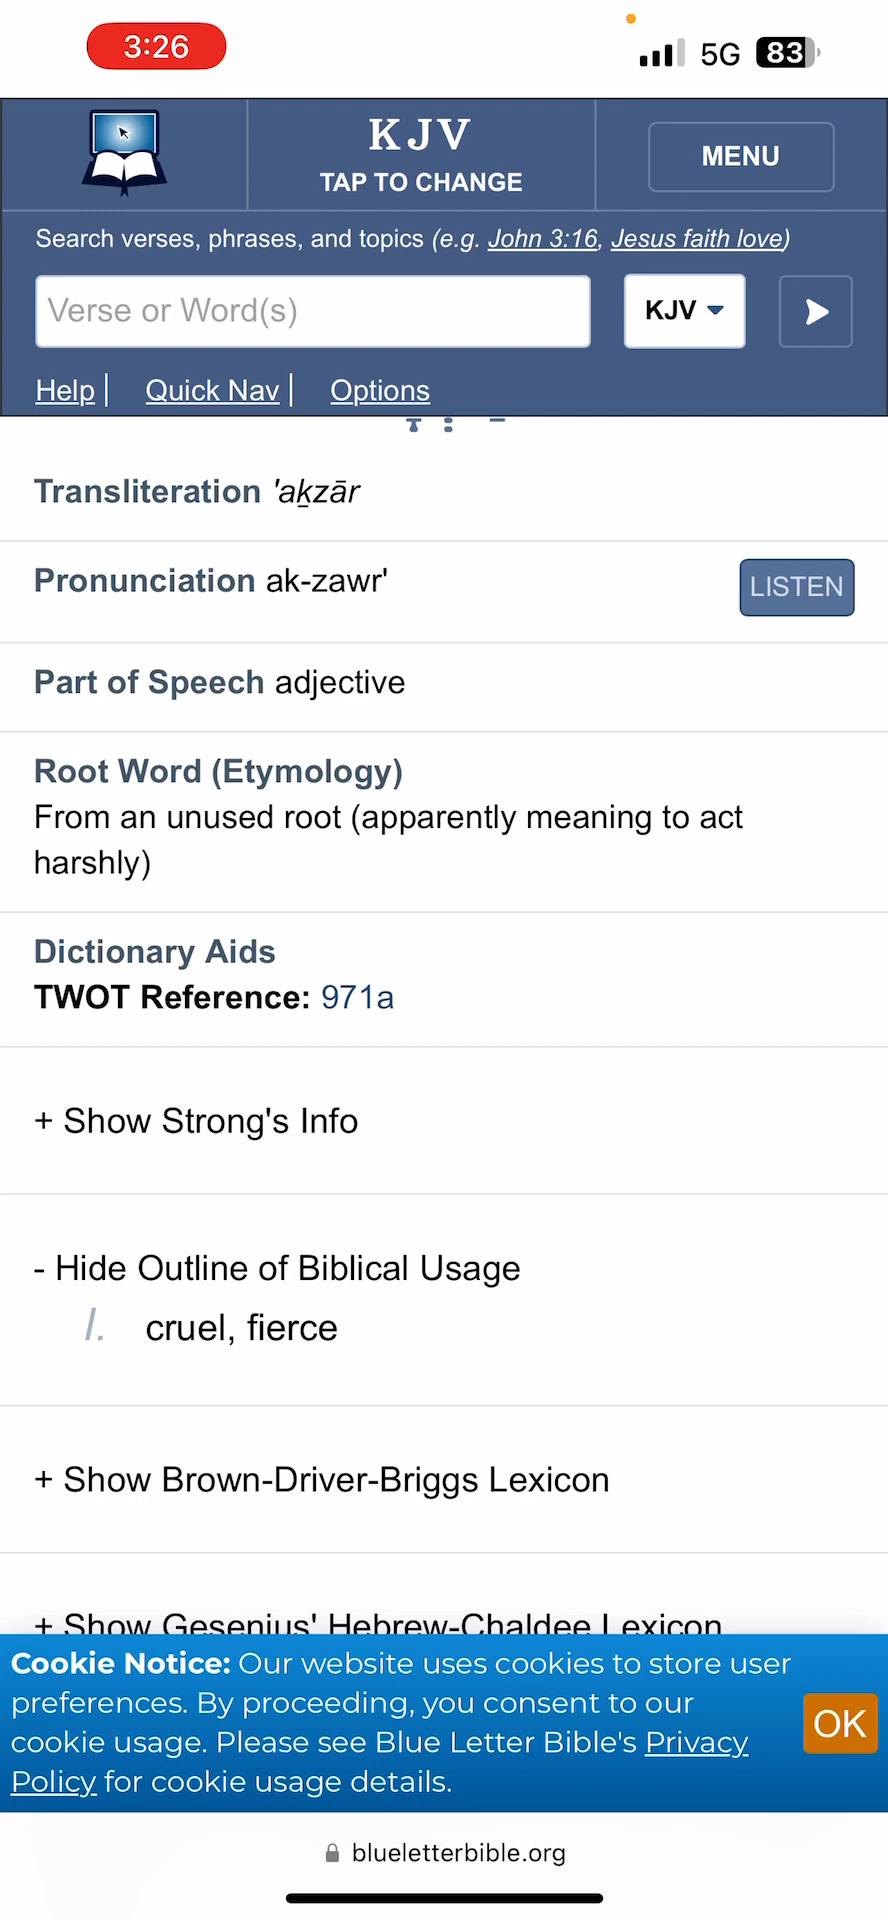 3:26
5G 83
KJV
TAP TO CHANGE
MENU
Search verses, phrases, and topics (e.g. John 3:16, Jesus faith love)
Verse or Word(s)
KJV
Help | Quick Nav | Options
Transliteration 'aḵzār
Pronunciation ak-zawr'
LISTEN
Part of Speech adjective
Root Word (Etymology)
From an unused root (apparently meaning to act
harshly)
Dictionary Aids
TWOT Reference: 971a
+ Show Strong's Info
- Hide Outline of Biblical Usage
I. cruel, fierce
+ Show Brown-Driver-Briggs Lexicon
+ Show Gesenius' Hebrew-Chaldee Lexicon
Cookie Notice: Our website uses cookies to store user
preferences. By proceeding, you consent to our
cookie usage. Please see Blue Letter Bible's Privacy
Policy for cookie usage details.
OK
blueletterbible.org